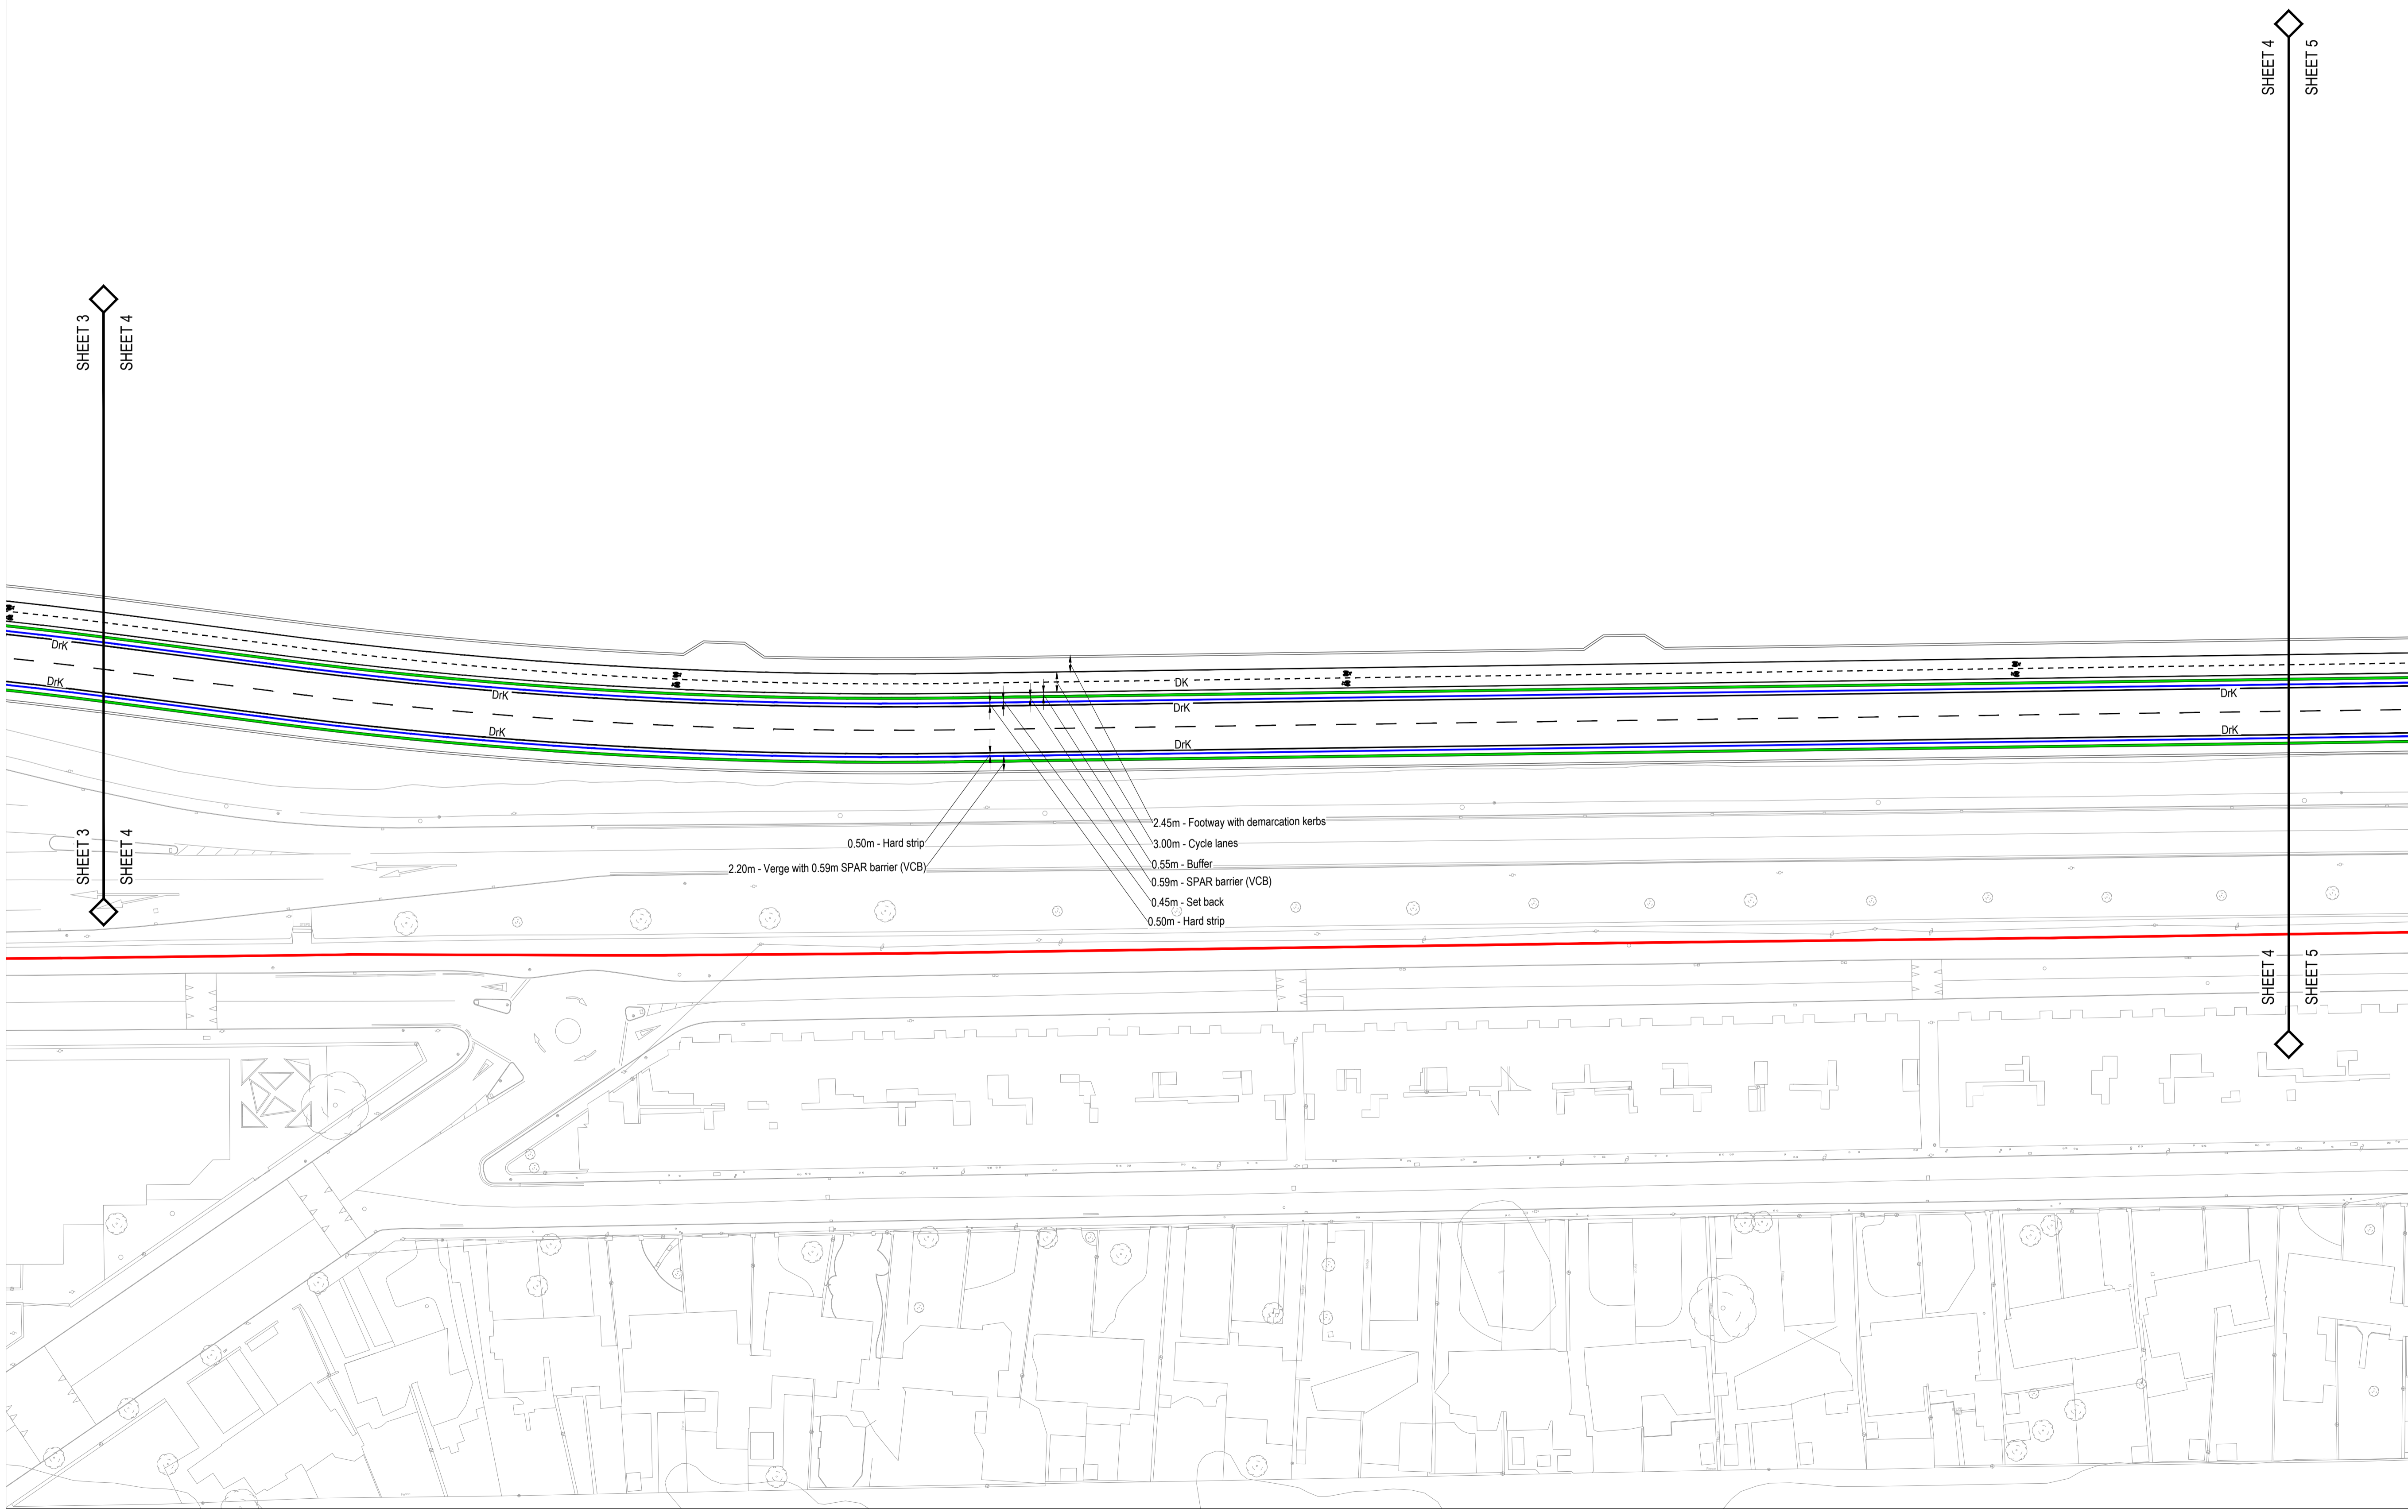 SHEET 4
SHEET 5
SHEET 3
SHEET 4
DrK
DrK
DrK
DrK
DK
DrK
DrK
DrK
DrK
SHEET 3
SHEET 4
0.50m - Hard strip
2.20m - Verge with 0.59m SPAR barrier (VCB)
2.45m - Footway with demarcation kerbs
3.00m - Cycle lanes
0.55m - Buffer
0.59m - SPAR barrier (VCB)
0.45m - Set back
0.50m - Hard strip
SHEET 4
SHEET 5